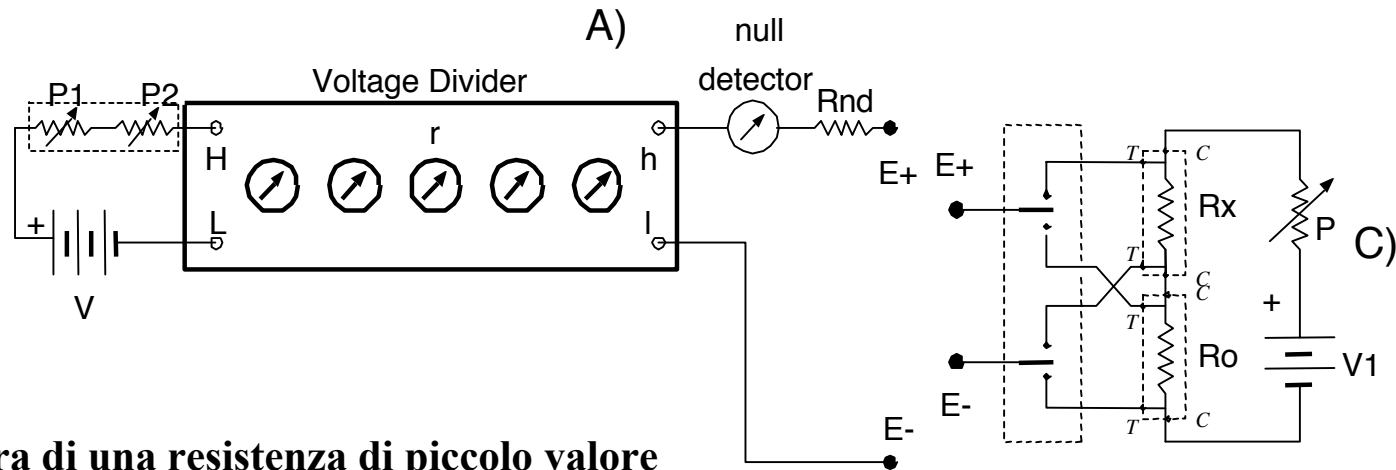 A)
null
detector
Voltage Divider
P1 P2
Rnd
r
H
h
L
l
+
V
E+
E-
E+
E-
T
C
Rx
T
C
C
T
Ro
T
C
P
C)
+
V1
ra di una resistenza di piccolo valore